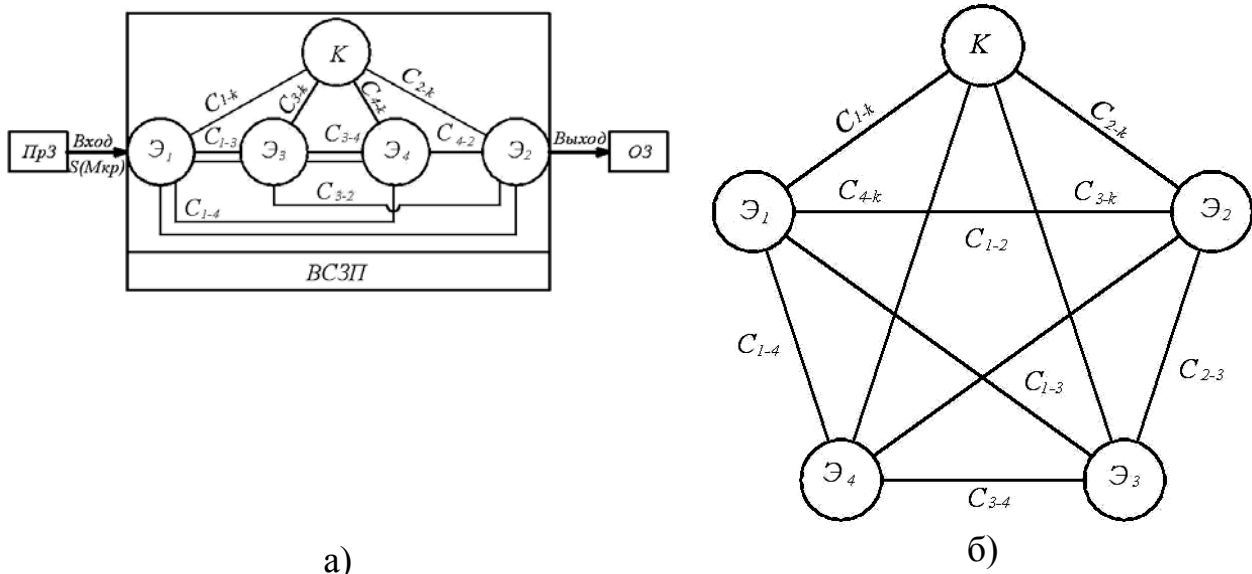 K
C₁₋ₖ
C₃₋ₖ
C₄₋ₖ
C₂₋ₖ
ПрЗ
Вход
S(Мкр)
Э₁
C₁₋₃
Э₃
C₃₋₄
Э₄
C₄₋₂
Э₂
Выход
ОЗ
C₃₋₂
C₁₋₄
ВСЗП
а)
K
C₁₋ₖ
C₂₋ₖ
Э₁
C₄₋ₖ
C₃₋ₖ
Э₂
C₁₋₂
C₁₋₄
C₁₋₃
C₂₋₃
Э₄
Э₃
C₃₋₄
б)